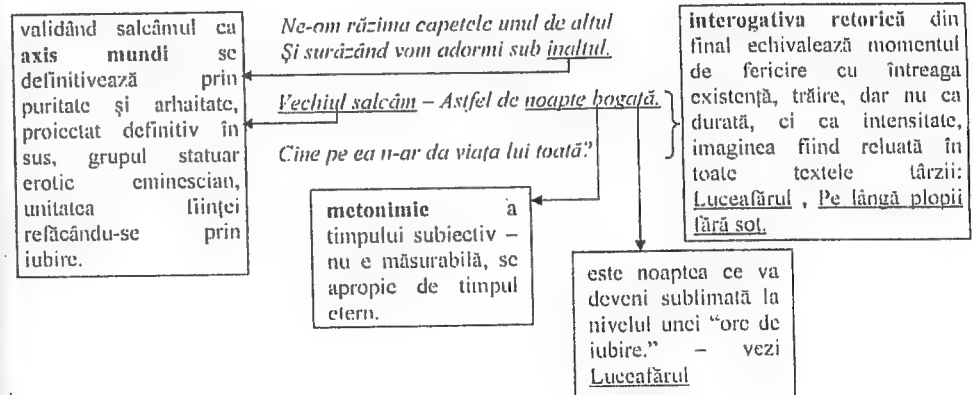 validând salcâmul ca
axis mundi se
definitivează prin
puritate și arhaitate,
proiectat definitiv în
sus, grupul statuar
erotic eminescian,
unitatea ființei
refăcându-se prin
iubire.
Ne-om răzima capetele unul de altul
Și surâzând vom adormi sub înaltul,
Vechiul salcâm – Astfel de noapte bogată,
Cine pe ea n-ar da viața lui toată?
interogativa retorică din
final echivalează momentul
de fericire cu întreaga
existență, trăire, dar nu ca
durată, ci ca intensitate,
imaginea fiind reluată în
toate textele târzii:
Luceafărul , Pe lângă plopii
fără soț.
metonimie a
timpului subiectiv –
nu e măsurabilă, se
apropie de timpul
etern.
este noaptea ce va
deveni sublimată la
nivelul unei “ore de
iubire.” – vezi
Luceafărul